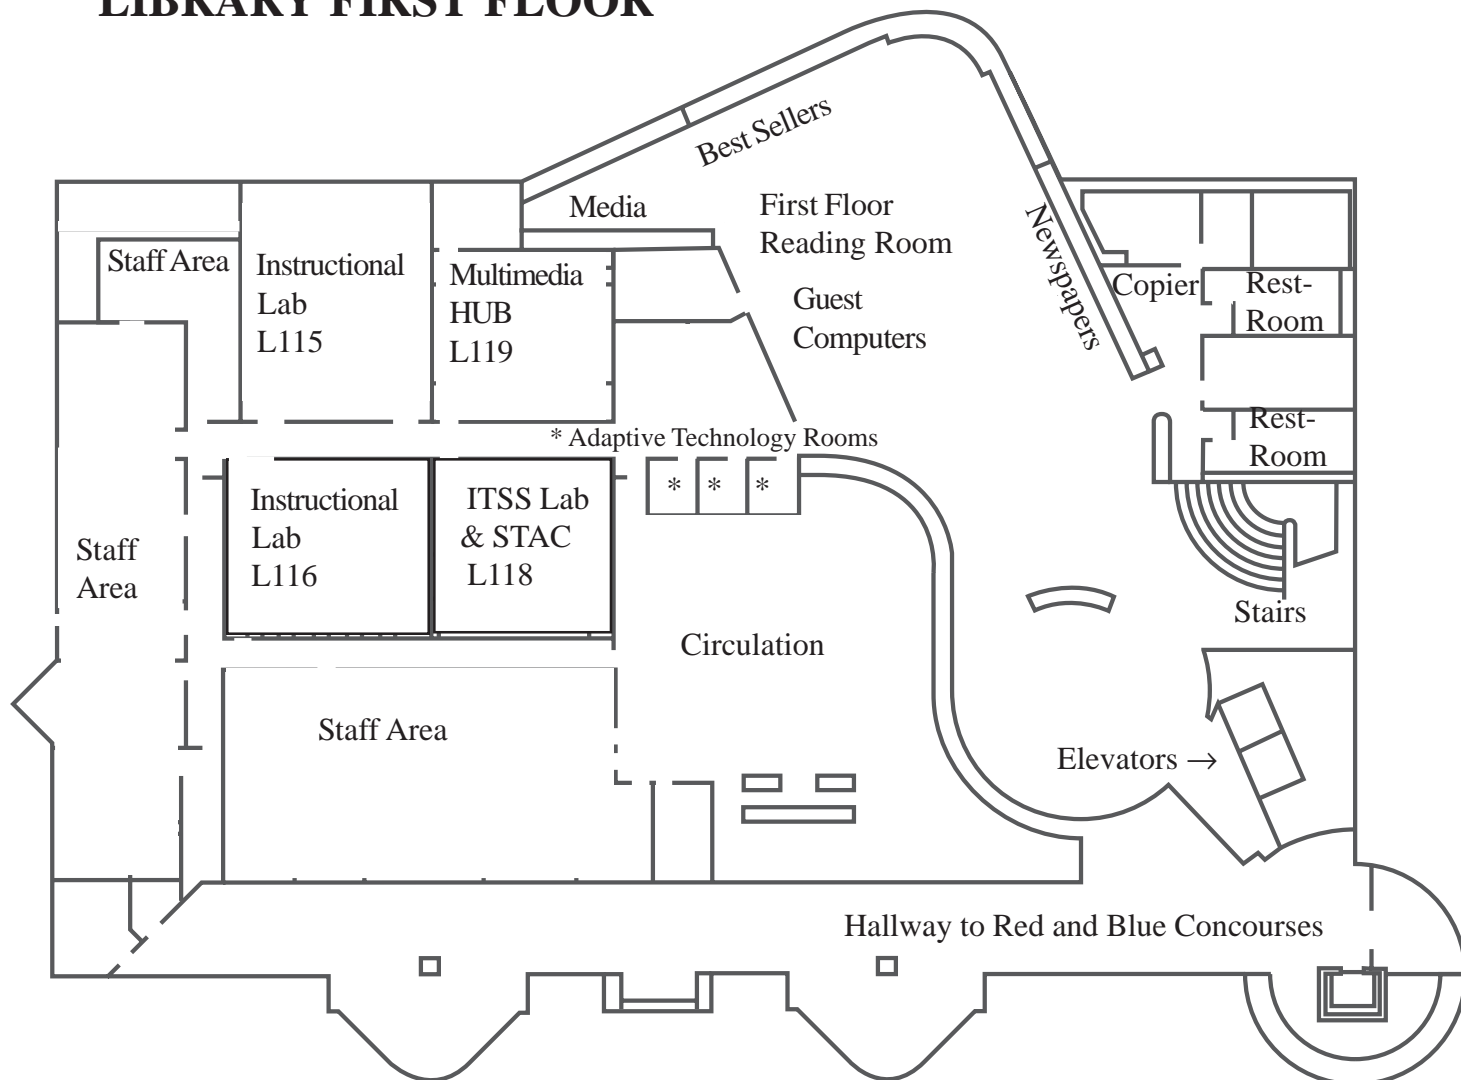 LIBRARY FIRST FLOOR
Best Sellers
Media
First Floor
Reading Room
Newspapers
Staff Area
Instructional
Lab
L115
Multimedia
HUB
L119
Guest
Computers
Copier
Rest-
Room
* Adaptive Technology Rooms
Rest-
Room
* * *
Instructional
Lab
L116
ITSS Lab
& STAC
L118
Staff
Area
Stairs
Circulation
Staff Area
Elevators →
Hallway to Red and Blue Concourses